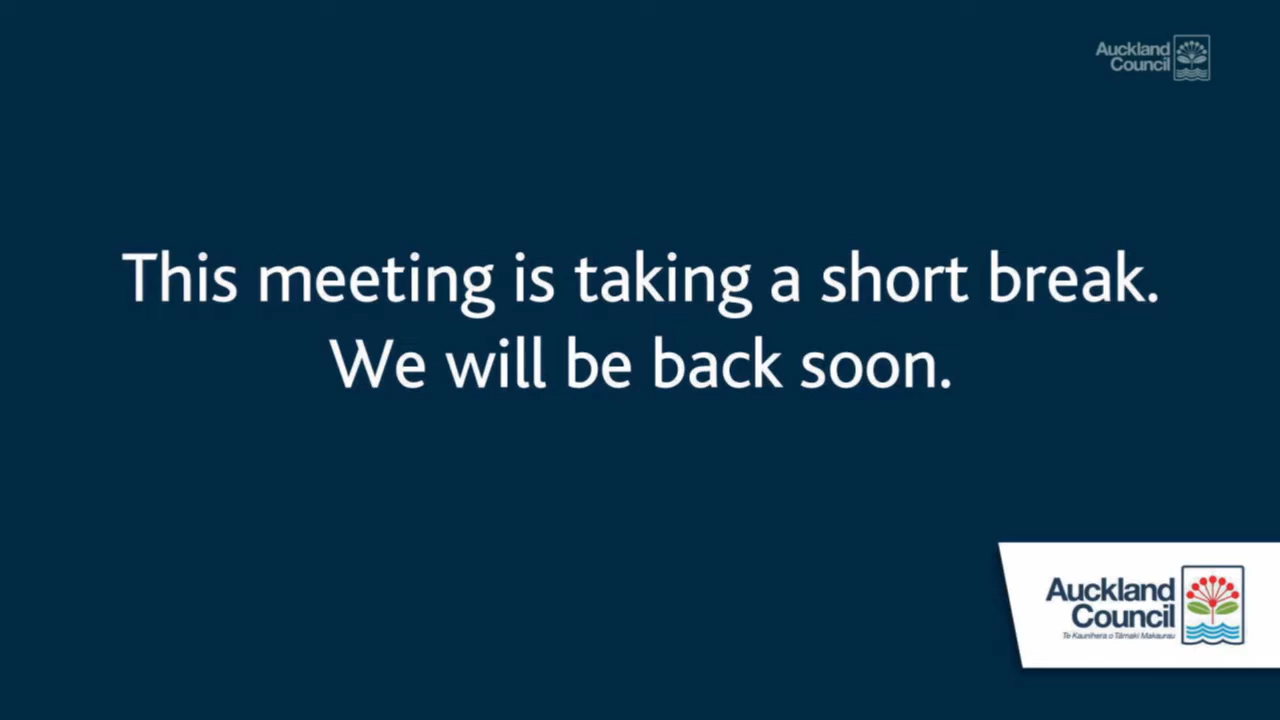 Auckland
Council
This meeting is taking a short break.
We will be back soon.
Auckland
Council
Te Kaunihera o Tāmaki Makaurau